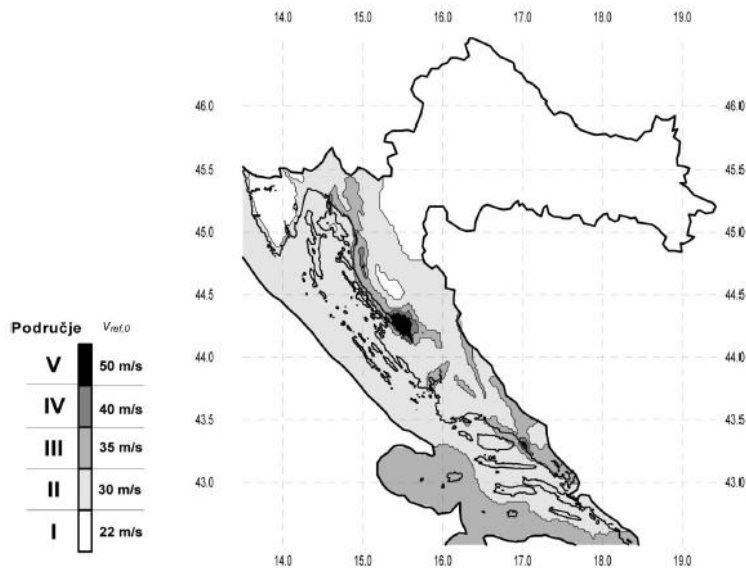 14.0 15.0 16.0 17.0 18.0 19.0
46.0 46.0
45.5 45.5
45.0 45.0
44.5 44.5
44.0 44.0
43.5 43.5
43.0 43.0
14.0 15.0 16.0 17.0 18.0 19.0
Područje Vref,0
V 50 m/s
IV 40 m/s
III 35 m/s
II 30 m/s
I 22 m/s